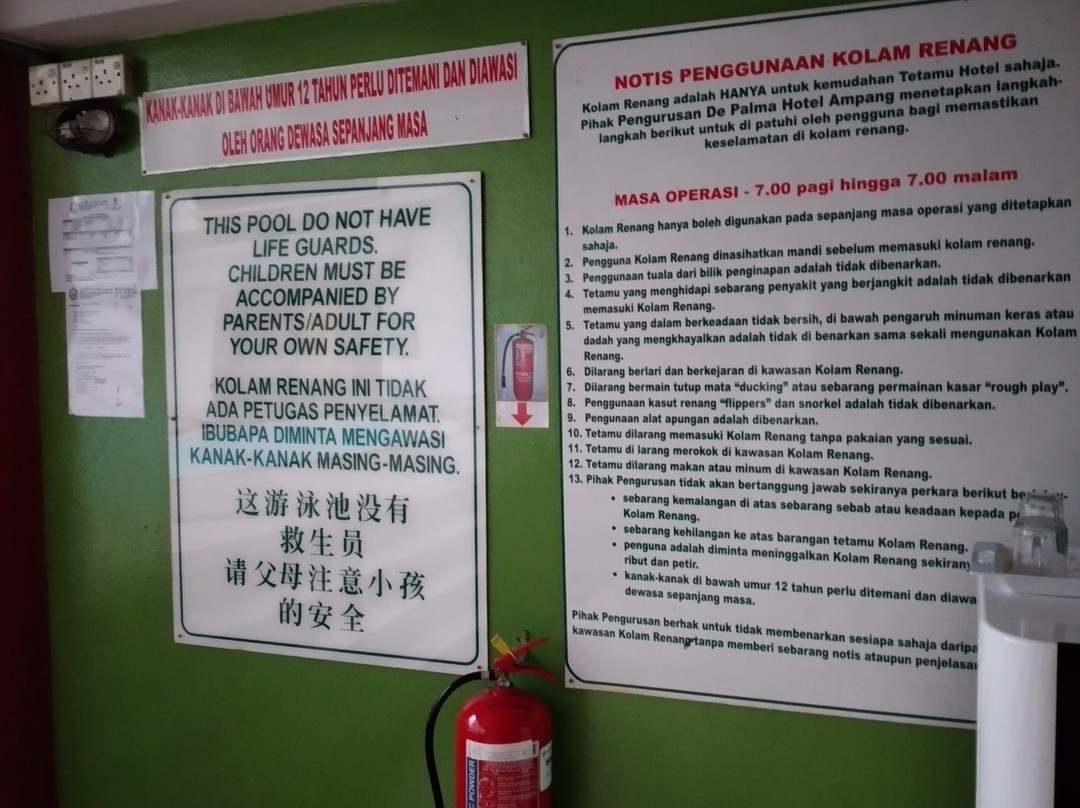 KANAK-KANAK DI BAWAH UMUR 12 TAHUN PERLU DITEMANI DAN DIAWASI
OLEH ORANG DEWASA SEPANJANG MASA
THIS POOL DO NOT HAVE
LIFE GUARDS.
CHILDREN MUST BE
ACCOMPANIED BY
PARENTS/ADULT FOR
YOUR OWN SAFETY.
KOLAM RENANG INI TIDAK
ADA PETUGAS PENYELAMAT.
IBUBAPA DIMINTA MENGAWASI
KANAK-KANAK MASING-MASING.
这游泳池没有
救生员
请父母注意小孩
的安全
NOTIS PENGGUNAAN KOLAM RENANG
Kolam Renang adalah HANYA untuk kemudahan Tetamu Hotel sahaja.
Pihak Pengurusan De Palma Hotel Ampang menetapkan langkah-
langkah berikut untuk di patuhi oleh pengguna bagi memastikan
keselamatan di kolam renang.
MASA OPERASI - 7.00 pagi hingga 7.00 malam
1. Kolam Renang hanya boleh digunakan pada sepanjang masa operasi yang ditetapkan
sahaja.
2. Pengguna Kolam Renang dinasihatkan mandi sebelum memasuki kolam renang.
3. Penggunaan tuala dari bilik penginapan adalah tidak dibenarkan.
4. Tetamu yang menghidapi sebarang penyakit yang berjangkit adalah tidak dibenarkan
memasuki Kolam Renang.
5. Tetamu yang dalam berkeadaan tidak bersih, di bawah pengaruh minuman keras atau
dadah yang mengkhayalkan adalah tidak di benarkan sama sekali mengunakan Kolam
Renang.
6. Dilarang berlari dan berkejaran di kawasan Kolam Renang.
7. Dilarang bermain tutup mata “ducking” atau sebarang permainan kasar “rough play”.
8. Penggunaan kasut renang “flippers” dan snorkel adalah tidak dibenarkan.
9. Pengunaan alat apungan adalah dibenarkan.
10. Tetamu dilarang memasuki Kolam Renang tanpa pakaian yang sesuai.
11. Tetamu di larang merokok di kawasan Kolam Renang.
12. Tetamu dilarang makan atau minum di kawasan Kolam Renang.
13. Pihak Pengurusan tidak akan bertanggung jawab sekiranya perkara berikut
• sebarang kemalangan di atas sebarang sebab atau keadaan kepada
Kolam Renang.
• sebarang kehilangan ke atas barangan tetamu Kolam Renang.
• penguna adalah diminta meninggalkan Kolam Renang
ribut dan petir.
• kanak-kanak di bawah umur 12 tahun perlu ditemani dan
dewasa sepanjang masa.
Pihak Pengurusan berhak untuk tidak membenarkan sesiapa sahaja
kawasan Kolam Renang tanpa memberi sebarang notis ataupun
POWDER